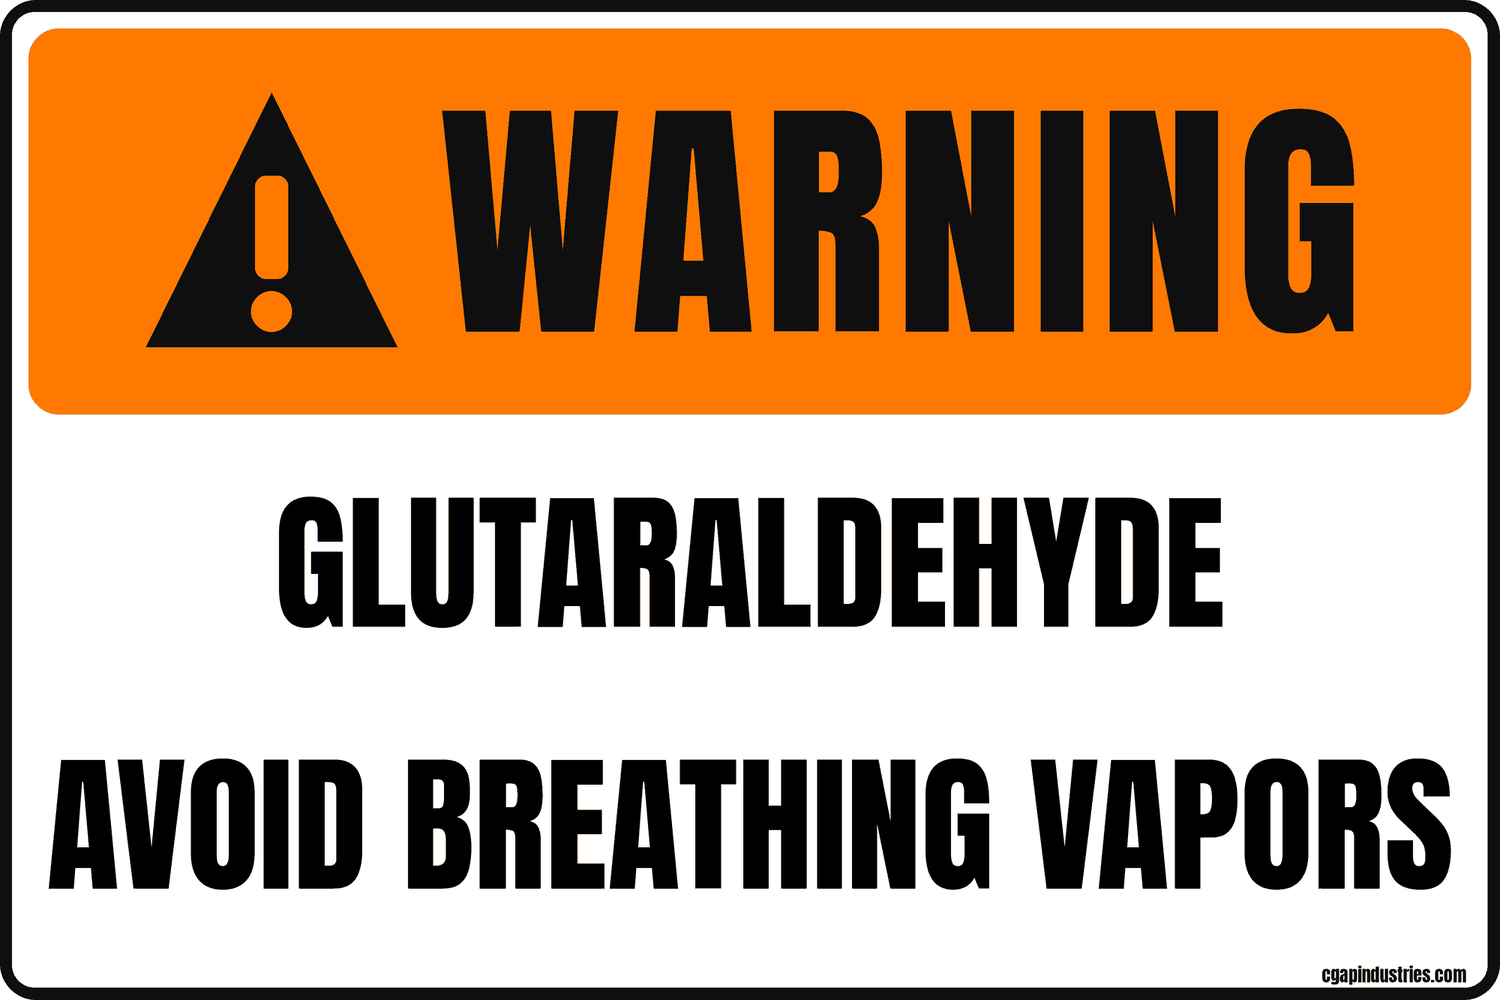 WARNING
GLUTARALDEHYDE
AVOID BREATHING VAPORS
cgapindustries.com